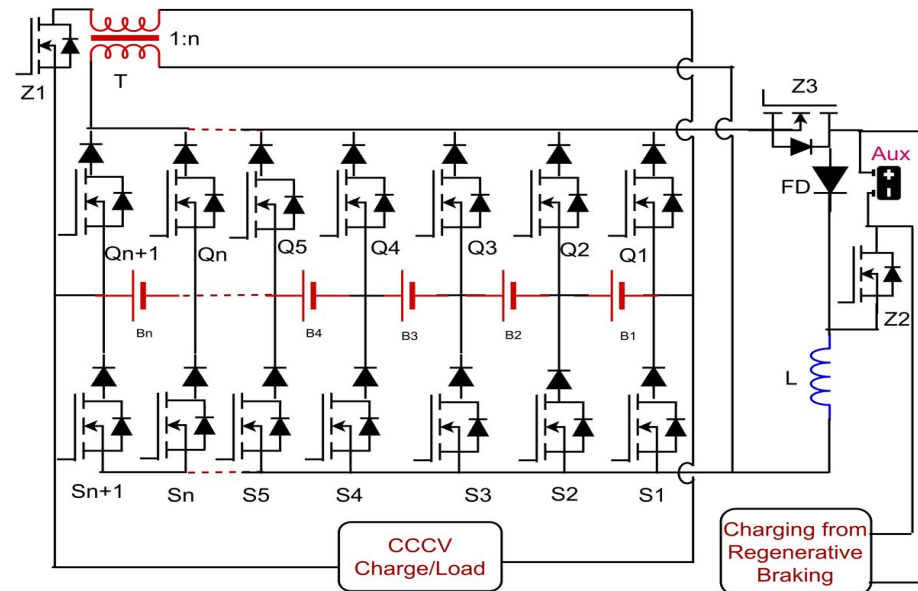 Z1
1:n
T
Z3
Aux
+
−
FD
Z2
L
Qn+1
Qn
Q5
Q4
Q3
Q2
Q1
Bn
B4
B3
B2
B1
Sn+1
Sn
S5
S4
S3
S2
S1
CCCV
Charge/Load
Charging from
Regenerative
Braking